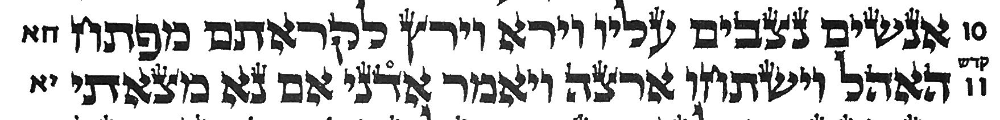 10 אנשים נצבים עליו וירא וירץ לקראתם מפתח חא
קדש
11 האהל וישתחו ארצה ויאמר אדני אם נא מצאתי יא